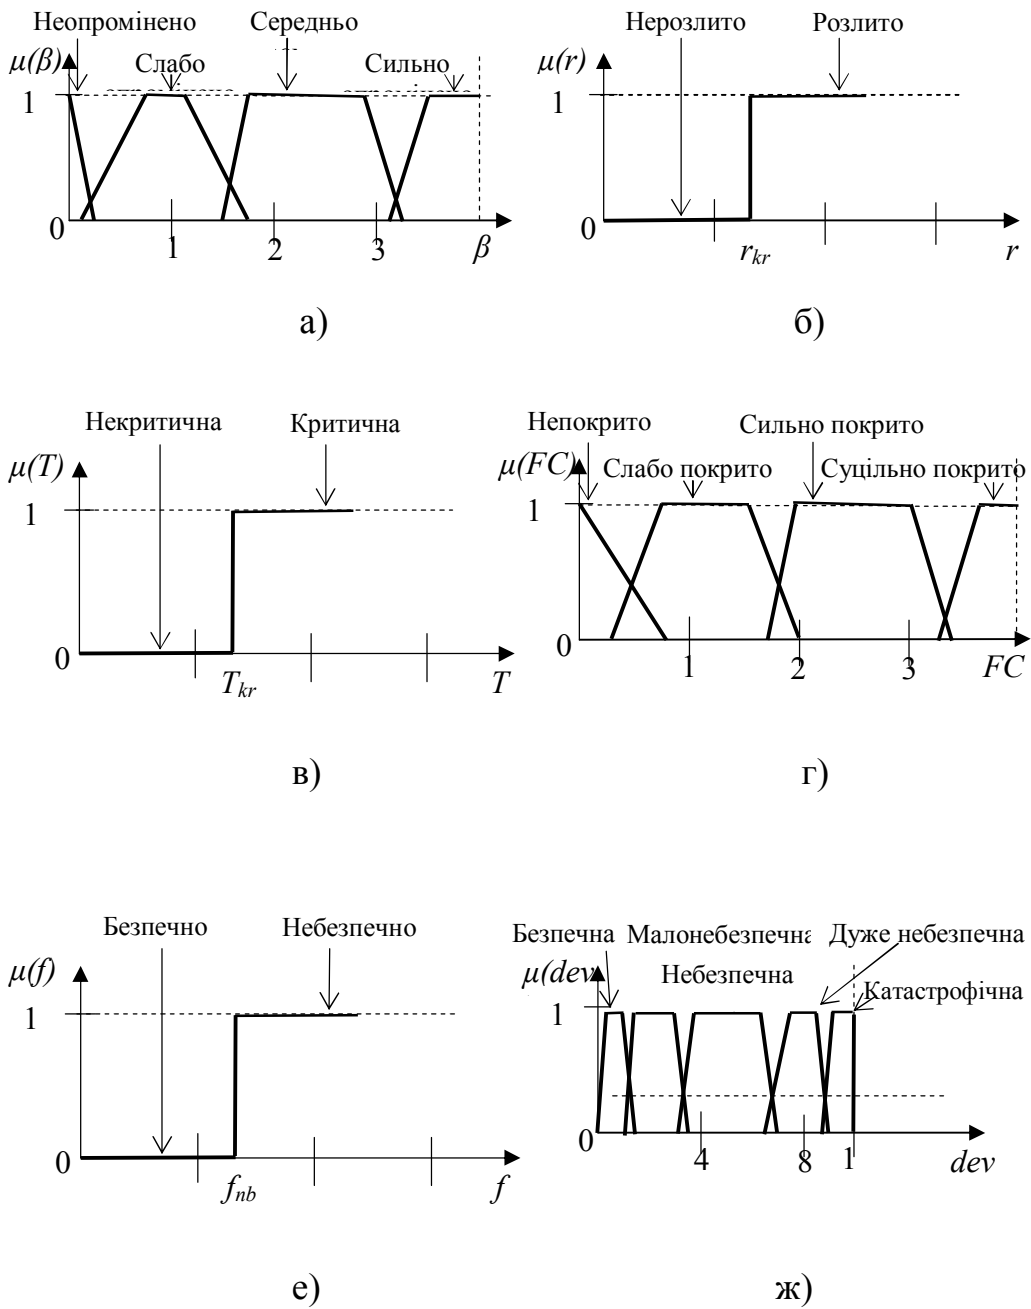 Неопромінено Середньо
Слабо Сильно
μ(β)
1
0
1 2 3 β
а)
Нерозлито Розлито
μ(r)
1
0
r_kr r
б)
Некритична Критична
μ(T)
1
0
T_kr T
в)
Непокрито Сильно покрито
μ(FC) Слабо покрито Суцільно покрито
1
0
1 2 3 FC
г)
Безпечно Небезпечно
μ(f)
1
0
f_nb f
е)
Безпечна Малонебезпечна Дуже небезпечна
μ(dev Небезпечна
Катастрофічна
1
0
4 8 1 dev
ж)